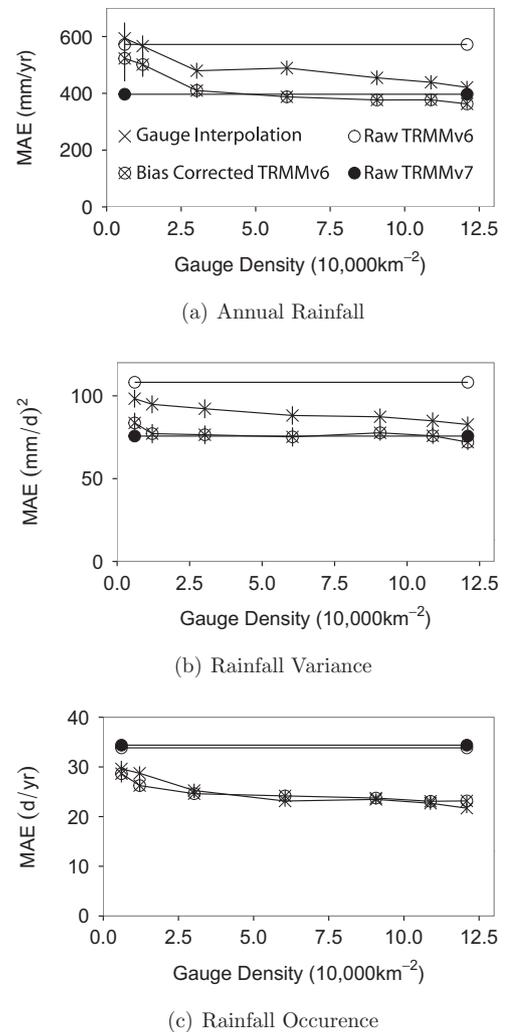 600
400
200
0
MAE (mm/yr)
Gauge Interpolation
Raw TRMMv6
Bias Corrected TRMMv6
Raw TRMMv7
0.0 2.5 5.0 7.5 10.0 12.5
Gauge Density (10,000km⁻²)
(a) Annual Rainfall
100
50
0
MAE (mm/d)²
0.0 2.5 5.0 7.5 10.0 12.5
Gauge Density (10,000km⁻²)
(b) Rainfall Variance
40
30
20
10
0
MAE (d/yr)
0.0 2.5 5.0 7.5 10.0 12.5
Gauge Density (10,000km⁻²)
(c) Rainfall Occurence